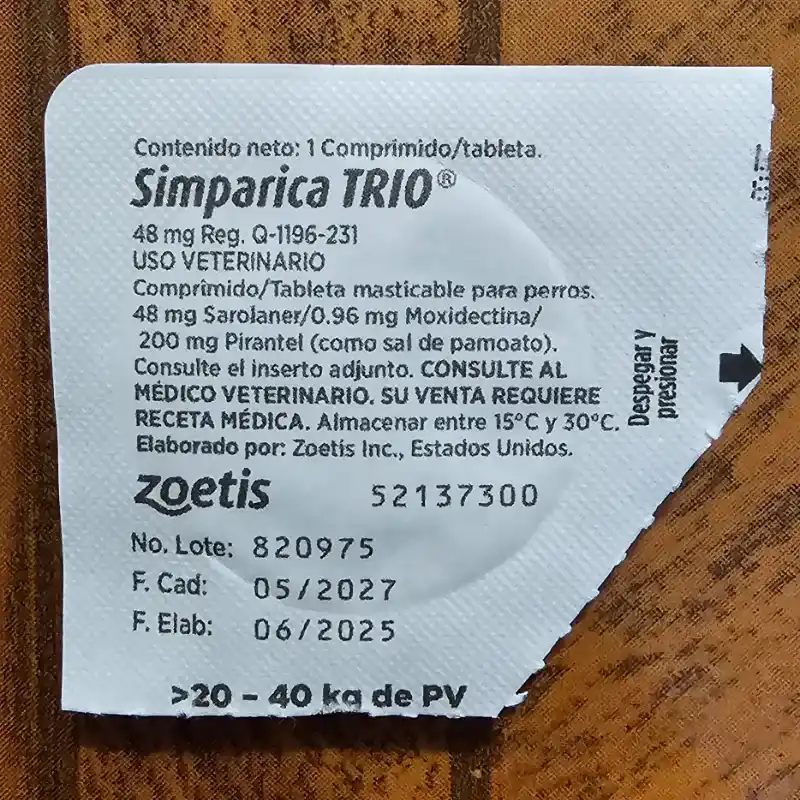 Contenido neto: 1 Comprimido/tableta.
Simparica TRIO®
48 mg Reg. Q-1196-231
USO VETERINARIO
Comprimido/Tableta masticable para perros.
48 mg Sarolaner/0.96 mg Moxidectina/
200 mg Pirantel (como sal de pamoato).
Consulte el inserto adjunto. CONSULTE AL
MÉDICO VETERINARIO. SU VENTA REQUIERE
RECETA MÉDICA. Almacenar entre 15°C y 30°C.
Elaborado por: Zoetis Inc., Estados Unidos.
Despegar y
presionar
zoetis 52137300
No. Lote: 820975
F. Cad: 05/2027
F. Elab: 06/2025
>20 – 40 kg de PV